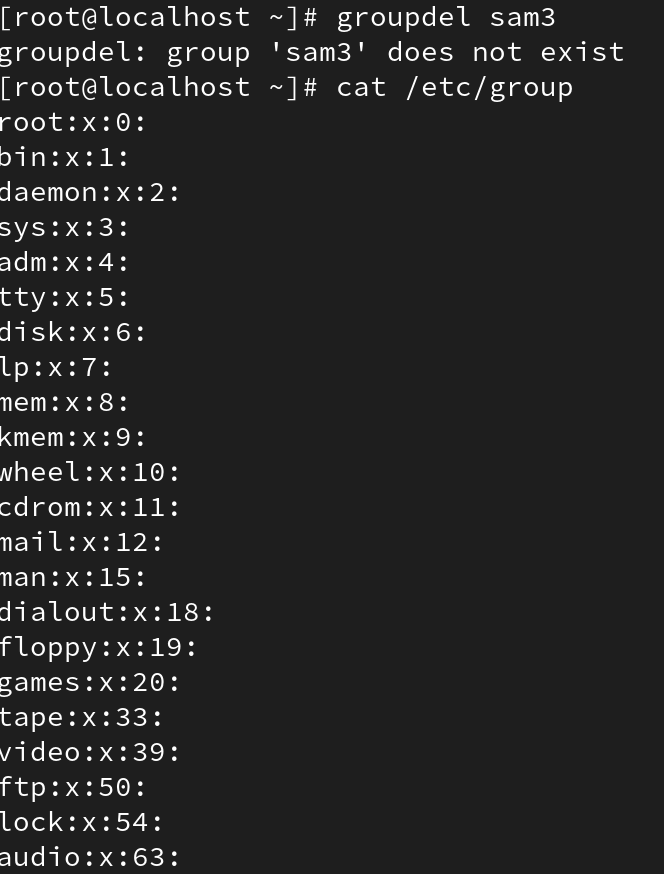 [root@localhost ~]# groupdel sam3
groupdel: group 'sam3' does not exist
[root@localhost ~]# cat /etc/group
root:x:0:
bin:x:1:
daemon:x:2:
sys:x:3:
adm:x:4:
tty:x:5:
disk:x:6:
lp:x:7:
mem:x:8:
kmem:x:9:
wheel:x:10:
cdrom:x:11:
mail:x:12:
man:x:15:
dialout:x:18:
floppy:x:19:
games:x:20:
tape:x:33:
video:x:39:
ftp:x:50:
lock:x:54:
audio:x:63: